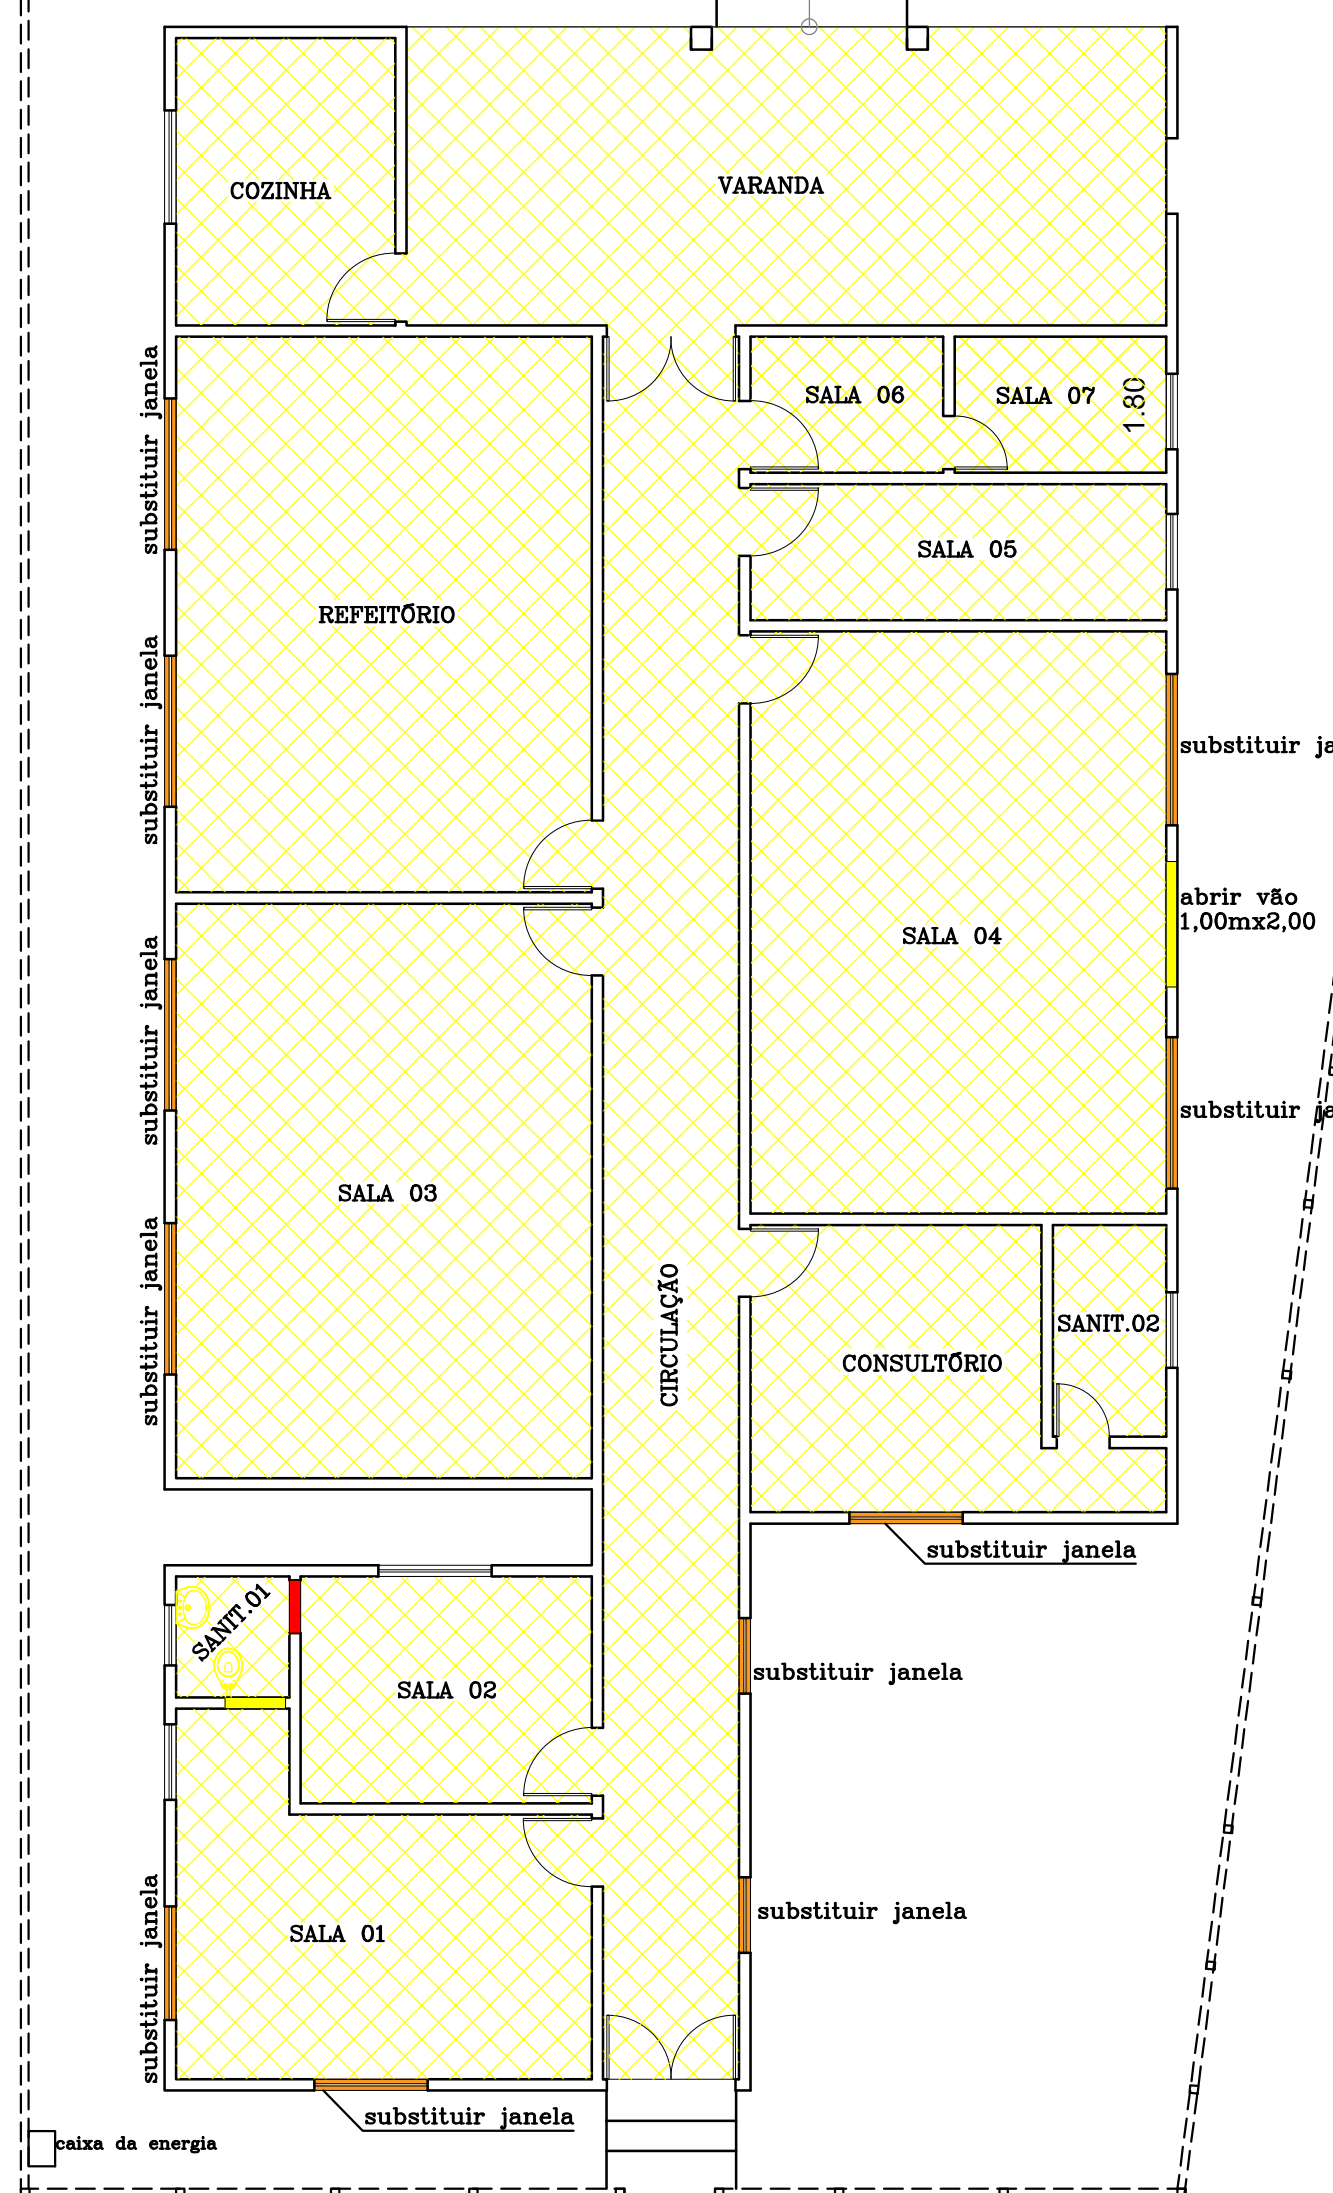 COZINHA
VARANDA
substituir janela
SALA 06
SALA 07
1.80
SALA 05
REFEITÓRIO
substituir janela
substituir ja
abrir vão
1,00mx2,00
SALA 04
substituir janela
substituir ja
SALA 03
substituir janela
CIRCULAÇÃO
SANIT.02
CONSULTÓRIO
substituir janela
SANIT.01
substituir janela
SALA 02
substituir janela
SALA 01
substituir janela
substituir janela
caixa da energia